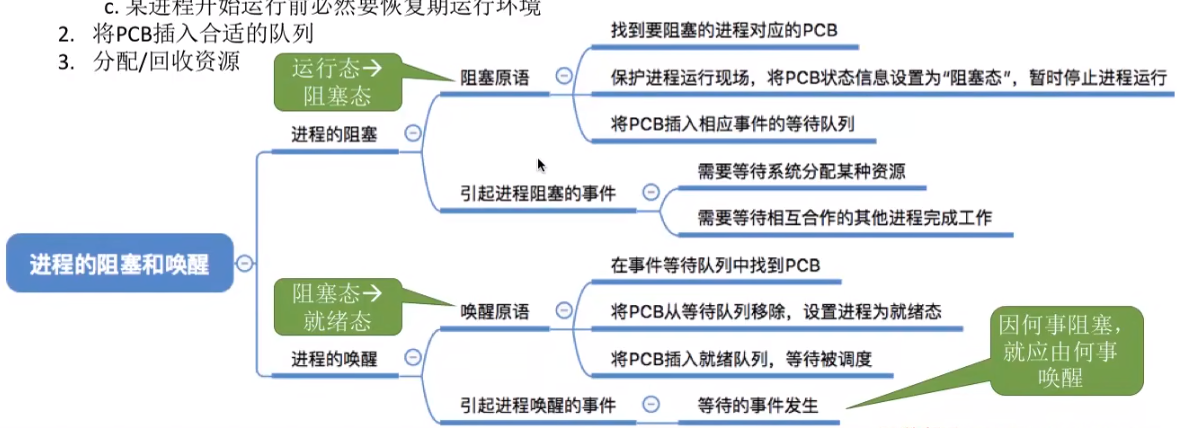 c. 某进程开始运行前必然要恢复期运行环境
2. 将PCB插入合适的队列
3. 分配/回收资源
找到要阻塞的进程对应的PCB
运行态→
阻塞态
阻塞原语
保护进程运行现场，将PCB状态信息设置为“阻塞态”，暂时停止进程运行
将PCB插入相应事件的等待队列
进程的阻塞
需要等待系统分配某种资源
引起进程阻塞的事件
需要等待相互合作的其他进程完成工作
进程的阻塞和唤醒
在事件等待队列中找到PCB
阻塞态→
就绪态
唤醒原语
将PCB从等待队列移除，设置进程为就绪态
将PCB插入就绪队列，等待被调度
进程的唤醒
引起进程唤醒的事件
等待的事件发生
因何事阻塞，
就应由何事
唤醒